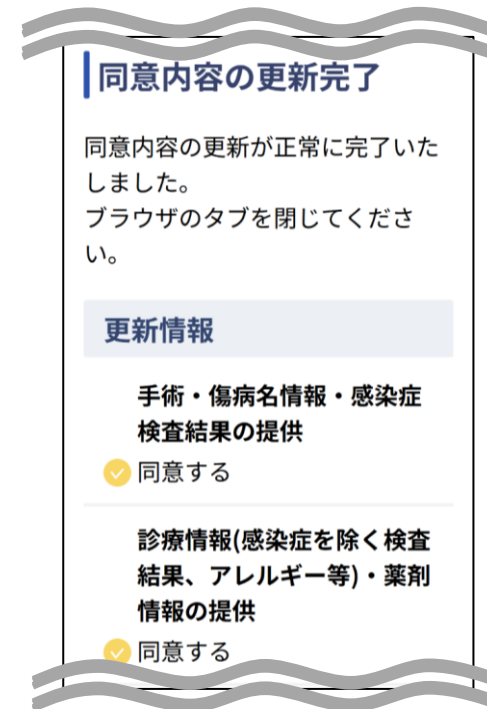 同意内容の更新完了
同意内容の更新が正常に完了いた
しました。
ブラウザのタブを閉じてくださ
い。
更新情報
手術・傷病名情報・感染症
検査結果の提供
同意する
診療情報(感染症を除く検査
結果、アレルギー等)・薬剤
情報の提供
同意する